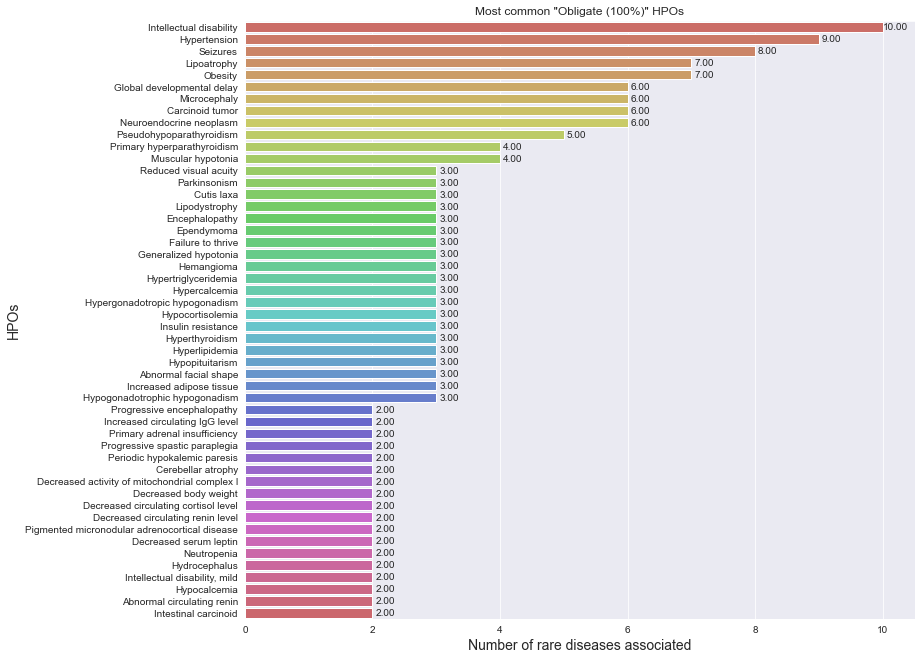 Most common "Obligate (100%)" HPOs
Intellectual disability 10.00
Hypertension 9.00
Seizures 8.00
Lipoatrophy 7.00
Obesity 7.00
Global developmental delay 6.00
Microcephaly 6.00
Carcinoid tumor 6.00
Neuroendocrine neoplasm 6.00
Pseudohypoparathyroidism 5.00
Primary hyperparathyroidism 4.00
Muscular hypotonia 4.00
Reduced visual acuity 3.00
Parkinsonism 3.00
Cutis laxa 3.00
Lipodystrophy 3.00
Encephalopathy 3.00
Ependymoma 3.00
Failure to thrive 3.00
Generalized hypotonia 3.00
Hemangioma 3.00
Hypertriglyceridemia 3.00
Hypercalcemia 3.00
Hypergonadotropic hypogonadism 3.00
Hypocortisolemia 3.00
Insulin resistance 3.00
Hyperthyroidism 3.00
Hyperlipidemia 3.00
Hypopituitarism 3.00
Abnormal facial shape 3.00
Increased adipose tissue 3.00
Hypogonadotrophic hypogonadism 3.00
Progressive encephalopathy 2.00
Increased circulating IgG level 2.00
Primary adrenal insufficiency 2.00
Progressive spastic paraplegia 2.00
Periodic hypokalemic paresis 2.00
Cerebellar atrophy 2.00
Decreased activity of mitochondrial complex I 2.00
Decreased body weight 2.00
Decreased circulating cortisol level 2.00
Decreased circulating renin level 2.00
Pigmented micronodular adrenocortical disease 2.00
Decreased serum leptin 2.00
Neutropenia 2.00
Hydrocephalus 2.00
Intellectual disability, mild 2.00
Hypocalcemia 2.00
Abnormal circulating renin 2.00
Intestinal carcinoid 2.00
HPOs
0 2 4 6 8 10
Number of rare diseases associated